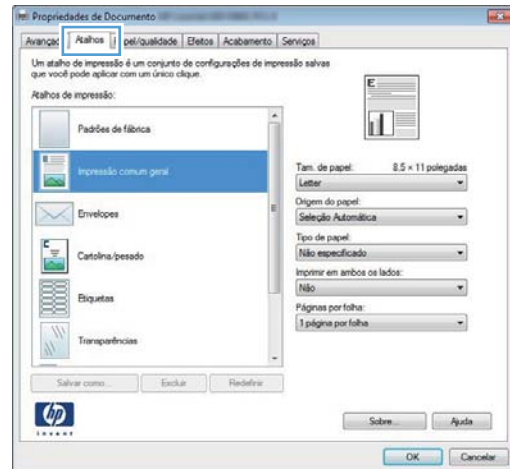 Propriedades de Documento
Avançado Atalhos Papel/qualidade Efeitos Acabamento Serviços
Um atalho de impressão é um conjunto de configurações de impressão salvas
que você pode aplicar com um único clique.
Atalhos de impressão:
Padrões de fábrica
Impressão comum geral
Envelopes
Cartolina/pesado
Etiquetas
Transparências
Salvar como... Excluir Redefinir
E
Tam. de papel: 8.5 × 11 polegadas
Letter
Origem do papel:
Seleção Automática
Tipo de papel:
Não especificado
Imprimir em ambos os lados:
Não
Páginas por folha:
1 página por folha
hp
invent
Sobre... Ajuda
OK Cancelar